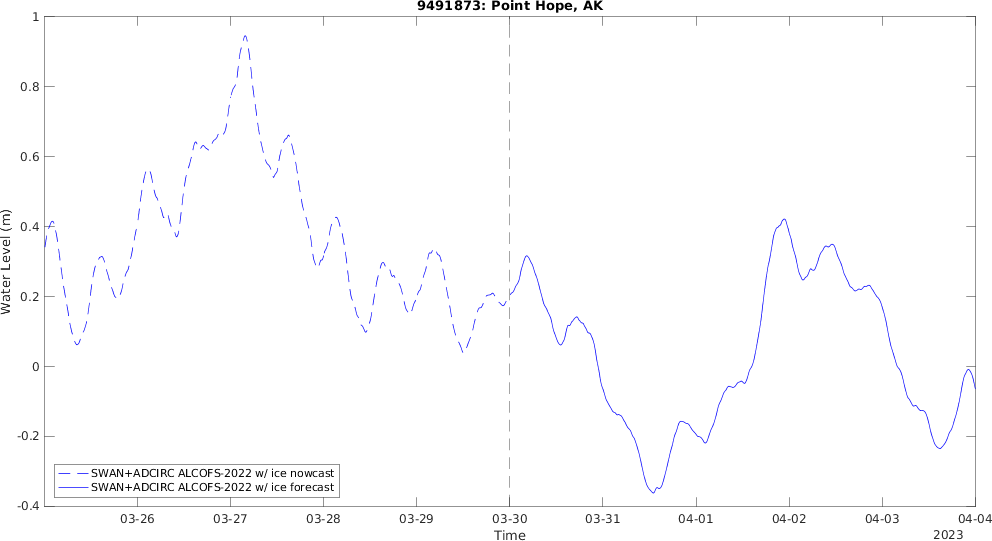 9491873: Point Hope, AK
1
0.8
0.6
0.4
0.2
0
-0.2
-0.4
Water Level (m)
SWAN+ADCIRC ALCOFS-2022 w/ ice nowcast
SWAN+ADCIRC ALCOFS-2022 w/ ice forecast
03-26 03-27 03-28 03-29 03-30 03-31 04-01 04-02 04-03 04-04
Time
2023